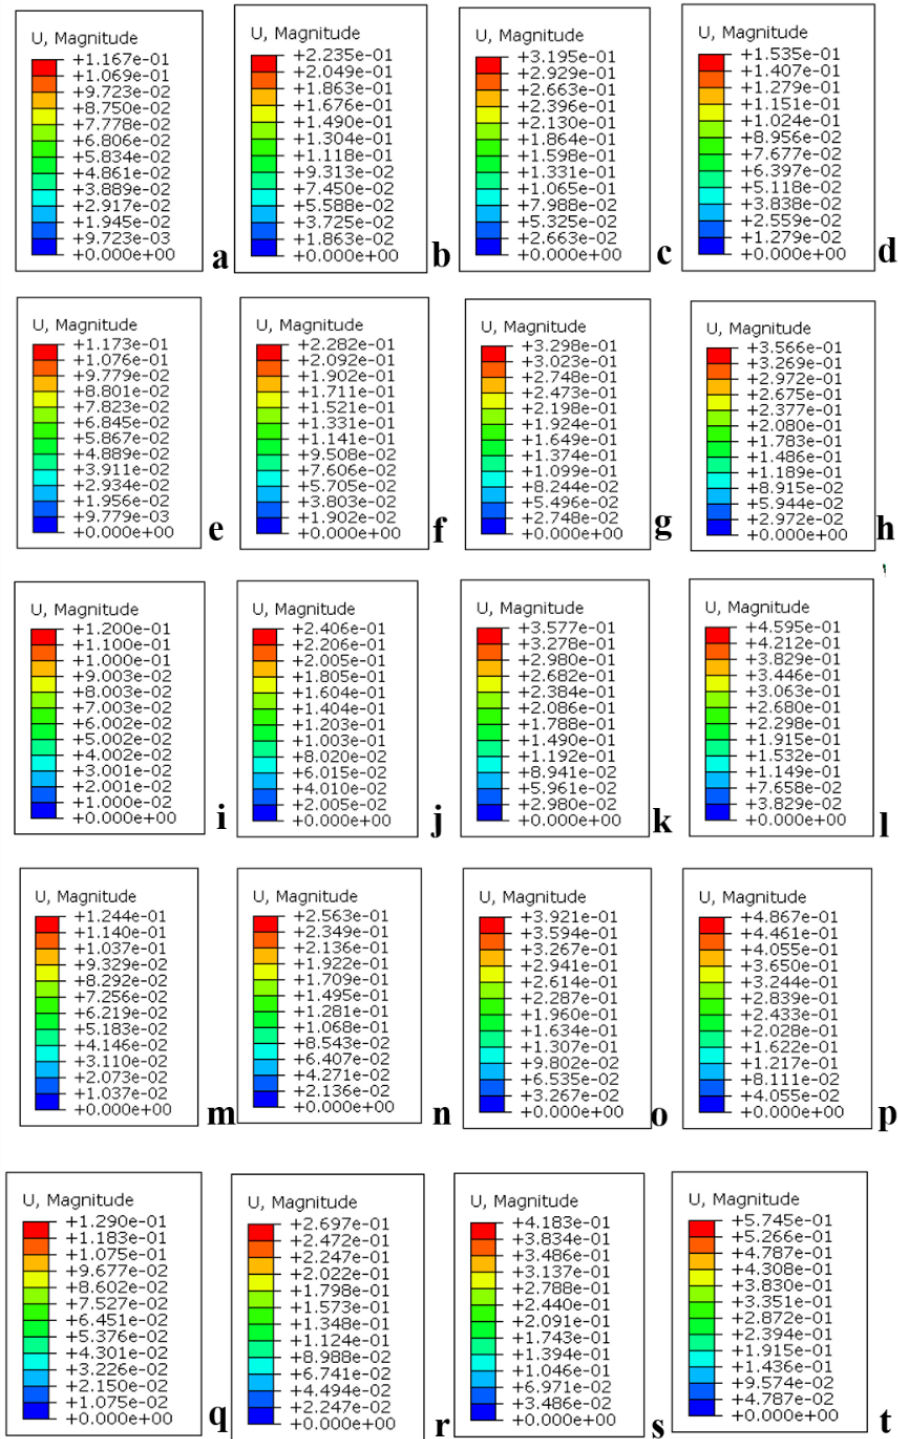 U, Magnitude
+1.167e-01
+1.069e-01
+9.723e-02
+8.750e-02
+7.778e-02
+6.806e-02
+5.834e-02
+4.861e-02
+3.889e-02
+2.917e-02
+1.945e-02
+9.723e-03
+0.000e+00
a
U, Magnitude
+2.235e-01
+2.049e-01
+1.863e-01
+1.676e-01
+1.490e-01
+1.304e-01
+1.118e-01
+9.313e-02
+7.450e-02
+5.588e-02
+3.725e-02
+1.863e-02
+0.000e+00
b
U, Magnitude
+3.195e-01
+2.929e-01
+2.663e-01
+2.396e-01
+2.130e-01
+1.864e-01
+1.598e-01
+1.331e-01
+1.065e-01
+7.988e-02
+5.325e-02
+2.663e-02
+0.000e+00
c
U, Magnitude
+1.535e-01
+1.407e-01
+1.279e-01
+1.151e-01
+1.024e-01
+8.956e-02
+7.677e-02
+6.397e-02
+5.118e-02
+3.838e-02
+2.559e-02
+1.279e-02
+0.000e+00
d
U, Magnitude
+1.173e-01
+1.076e-01
+9.779e-02
+8.801e-02
+7.823e-02
+6.845e-02
+5.867e-02
+4.889e-02
+3.911e-02
+2.934e-02
+1.956e-02
+9.779e-03
+0.000e+00
e
U, Magnitude
+2.282e-01
+2.092e-01
+1.902e-01
+1.711e-01
+1.521e-01
+1.331e-01
+1.141e-01
+9.508e-02
+7.606e-02
+5.705e-02
+3.803e-02
+1.902e-02
+0.000e+00
f
U, Magnitude
+3.298e-01
+3.023e-01
+2.748e-01
+2.473e-01
+2.198e-01
+1.924e-01
+1.649e-01
+1.374e-01
+1.099e-01
+8.244e-02
+5.496e-02
+2.748e-02
+0.000e+00
g
U, Magnitude
+3.566e-01
+3.269e-01
+2.972e-01
+2.675e-01
+2.377e-01
+2.080e-01
+1.783e-01
+1.486e-01
+1.189e-01
+8.915e-02
+5.944e-02
+2.972e-02
+0.000e+00
h
U, Magnitude
+1.200e-01
+1.100e-01
+1.000e-01
+9.003e-02
+8.003e-02
+7.003e-02
+6.002e-02
+5.002e-02
+4.002e-02
+3.001e-02
+2.001e-02
+1.000e-02
+0.000e+00
i
U, Magnitude
+2.406e-01
+2.206e-01
+2.005e-01
+1.805e-01
+1.604e-01
+1.404e-01
+1.203e-01
+1.003e-01
+8.020e-02
+6.015e-02
+4.010e-02
+2.005e-02
+0.000e+00
j
U, Magnitude
+3.577e-01
+3.278e-01
+2.980e-01
+2.682e-01
+2.384e-01
+2.086e-01
+1.788e-01
+1.490e-01
+1.192e-01
+8.941e-02
+5.961e-02
+2.980e-02
+0.000e+00
k
U, Magnitude
+4.595e-01
+4.212e-01
+3.829e-01
+3.446e-01
+3.063e-01
+2.680e-01
+2.298e-01
+1.915e-01
+1.532e-01
+1.149e-01
+7.658e-02
+3.829e-02
+0.000e+00
l
U, Magnitude
+1.244e-01
+1.140e-01
+1.037e-01
+9.329e-02
+8.292e-02
+7.256e-02
+6.219e-02
+5.183e-02
+4.146e-02
+3.110e-02
+2.073e-02
+1.037e-02
+0.000e+00
m
U, Magnitude
+2.563e-01
+2.349e-01
+2.136e-01
+1.922e-01
+1.709e-01
+1.495e-01
+1.281e-01
+1.068e-01
+8.543e-02
+6.407e-02
+4.271e-02
+2.136e-02
+0.000e+00
n
U, Magnitude
+3.921e-01
+3.594e-01
+3.267e-01
+2.941e-01
+2.614e-01
+2.287e-01
+1.960e-01
+1.634e-01
+1.307e-01
+9.802e-02
+6.535e-02
+3.267e-02
+0.000e+00
o
U, Magnitude
+4.867e-01
+4.461e-01
+4.055e-01
+3.650e-01
+3.244e-01
+2.839e-01
+2.433e-01
+2.028e-01
+1.622e-01
+1.217e-01
+8.111e-02
+4.055e-02
+0.000e+00
p
U, Magnitude
+1.290e-01
+1.183e-01
+1.075e-01
+9.677e-02
+8.602e-02
+7.527e-02
+6.451e-02
+5.376e-02
+4.301e-02
+3.226e-02
+2.150e-02
+1.075e-02
+0.000e+00
q
U, Magnitude
+2.697e-01
+2.472e-01
+2.247e-01
+2.022e-01
+1.798e-01
+1.573e-01
+1.348e-01
+1.124e-01
+8.988e-02
+6.741e-02
+4.494e-02
+2.247e-02
+0.000e+00
r
U, Magnitude
+4.183e-01
+3.834e-01
+3.486e-01
+3.137e-01
+2.788e-01
+2.440e-01
+2.091e-01
+1.743e-01
+1.394e-01
+1.046e-01
+6.971e-02
+3.486e-02
+0.000e+00
s
U, Magnitude
+5.745e-01
+5.266e-01
+4.787e-01
+4.308e-01
+3.830e-01
+3.351e-01
+2.872e-01
+2.394e-01
+1.915e-01
+1.436e-01
+9.574e-02
+4.787e-02
+0.000e+00
t